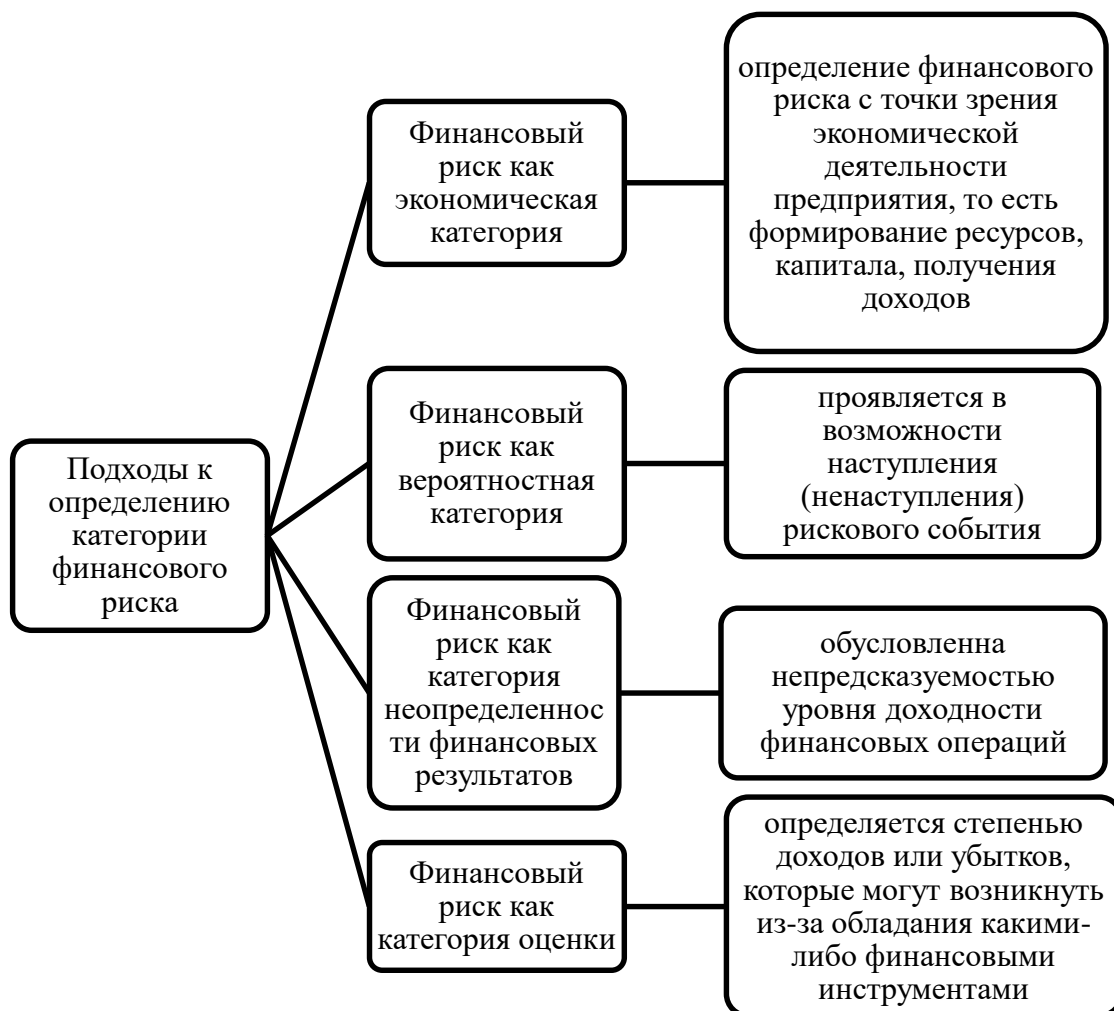 Подходы к
определению
категории
финансового
риска
Финансовый
риск как
экономическая
категория
определение финансового
риска с точки зрения
экономической
деятельности
предприятия, то есть
формирование ресурсов,
капитала, получения
доходов
Финансовый
риск как
вероятностная
категория
проявляется в
возможности
наступления
(ненаступления)
рискового события
Финансовый
риск как
категория
неопределеннос
ти финансовых
результатов
обусловленна
непредсказуемостью
уровня доходности
финансовых операций
Финансовый
риск как
категория оценки
определяется степенью
доходов или убытков,
которые могут возникнуть
из-за обладания какими-
либо финансовыми
инструментами